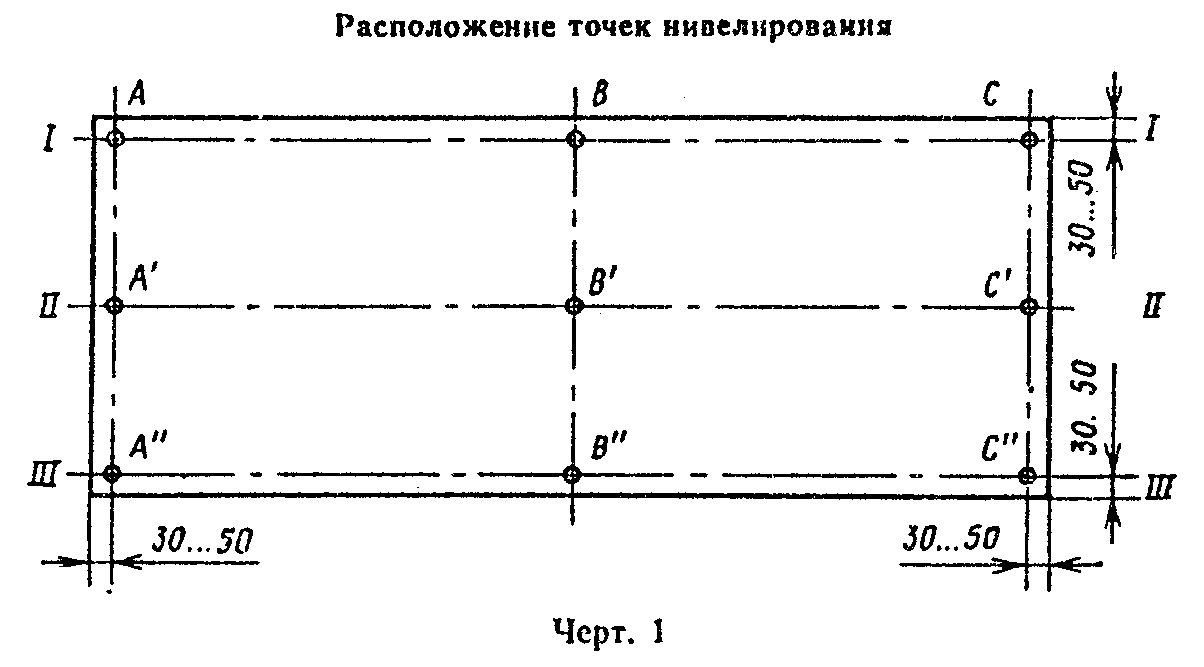 Расположение точек нивелирования
A B C
I I
30...50
A' B' C'
II II
30. 50
A" B" C"
III III
30...50 30...50
Черт. 1